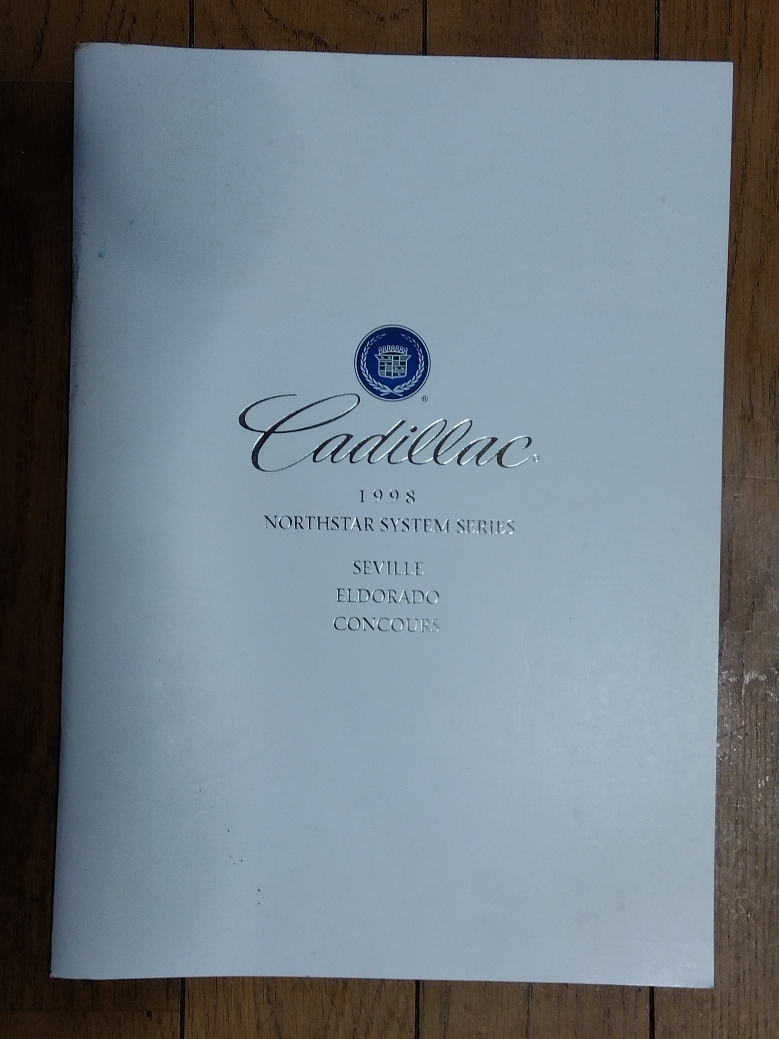 Cadillac®
1998
NORTHSTAR SYSTEM SERIES
SEVILLE
ELDORADO
CONCOURS